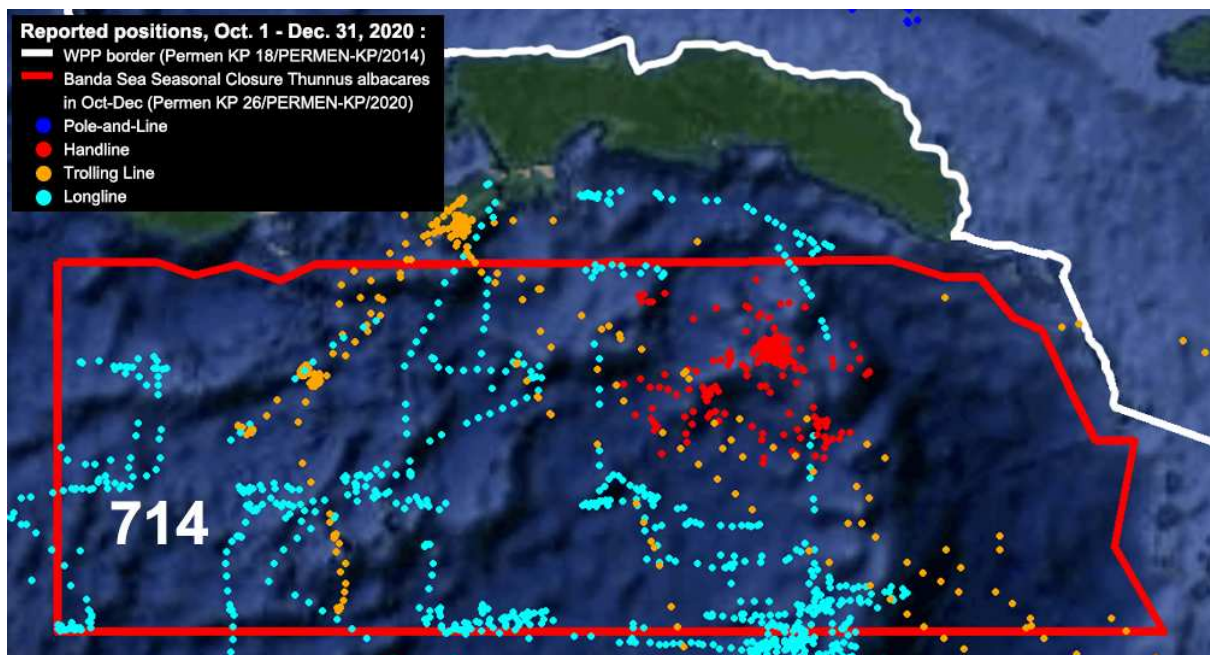 Reported positions, Oct. 1 - Dec. 31, 2020 :
WPP border (Permen KP 18/PERMEN-KP/2014)
Banda Sea Seasonal Closure Thunnus albacares
in Oct-Dec (Permen KP 26/PERMEN-KP/2020)
Pole-and-Line
Handline
Trolling Line
Longline
714